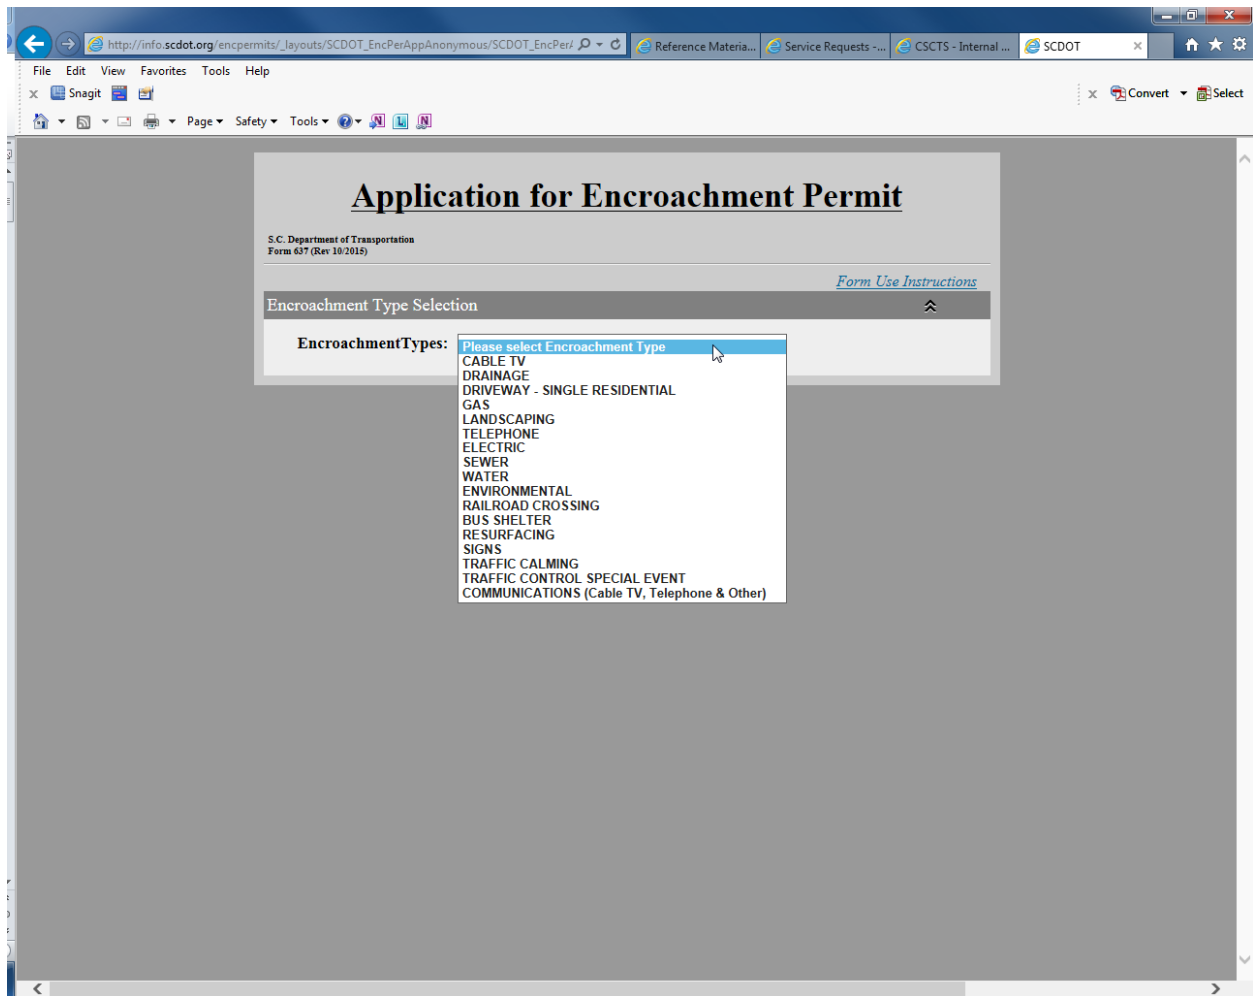 http://info.scdot.org/encpermits/_layouts/SCDOT_EncPerAppAnonymous/SCDOT_EncPer/
Reference Materia...
Service Requests -...
CSCTS - Internal ...
SCDOT
File Edit View Favorites Tools Help
x Snagit
x Convert Select
Page Safety Tools
Application for Encroachment Permit
S.C. Department of Transportation
Form 637 (Rev 10/2015)
Form Use Instructions
Encroachment Type Selection
EncroachmentTypes:
Please select Encroachment Type
CABLE TV
DRAINAGE
DRIVEWAY - SINGLE RESIDENTIAL
GAS
LANDSCAPING
TELEPHONE
ELECTRIC
SEWER
WATER
ENVIRONMENTAL
RAILROAD CROSSING
BUS SHELTER
RESURFACING
SIGNS
TRAFFIC CALMING
TRAFFIC CONTROL SPECIAL EVENT
COMMUNICATIONS (Cable TV, Telephone & Other)